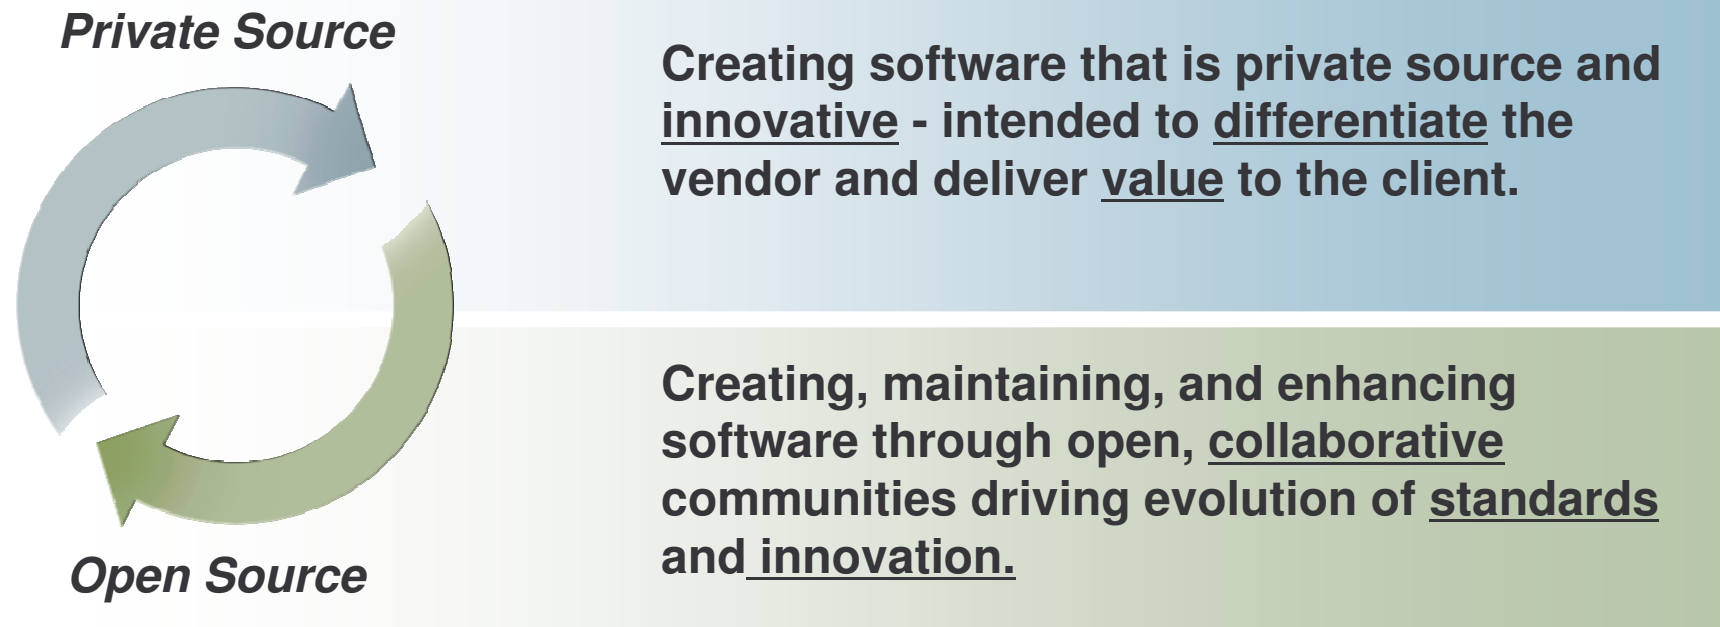 Private Source
Creating software that is private source and
innovative - intended to differentiate the
vendor and deliver value to the client.
Creating, maintaining, and enhancing
software through open, collaborative
communities driving evolution of standards
and innovation.
Open Source